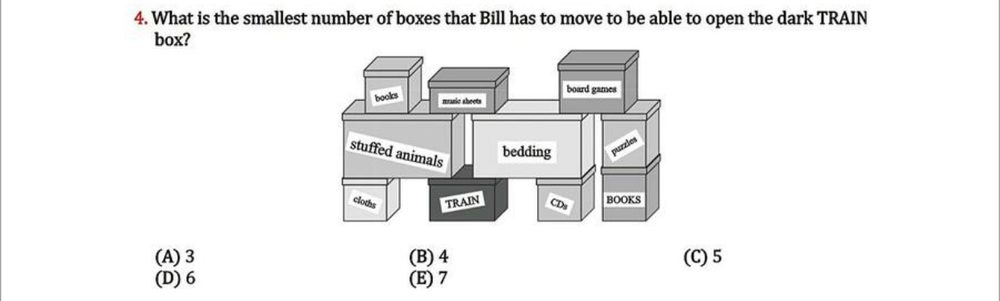 4. What is the smallest number of boxes that Bill has to move to be able to open the dark TRAIN
box?
books
music sheets
board games
stuffed animals
bedding
puzzles
cloths
TRAIN
CDs
BOOKS
(A) 3
(B) 4
(C) 5
(D) 6
(E) 7